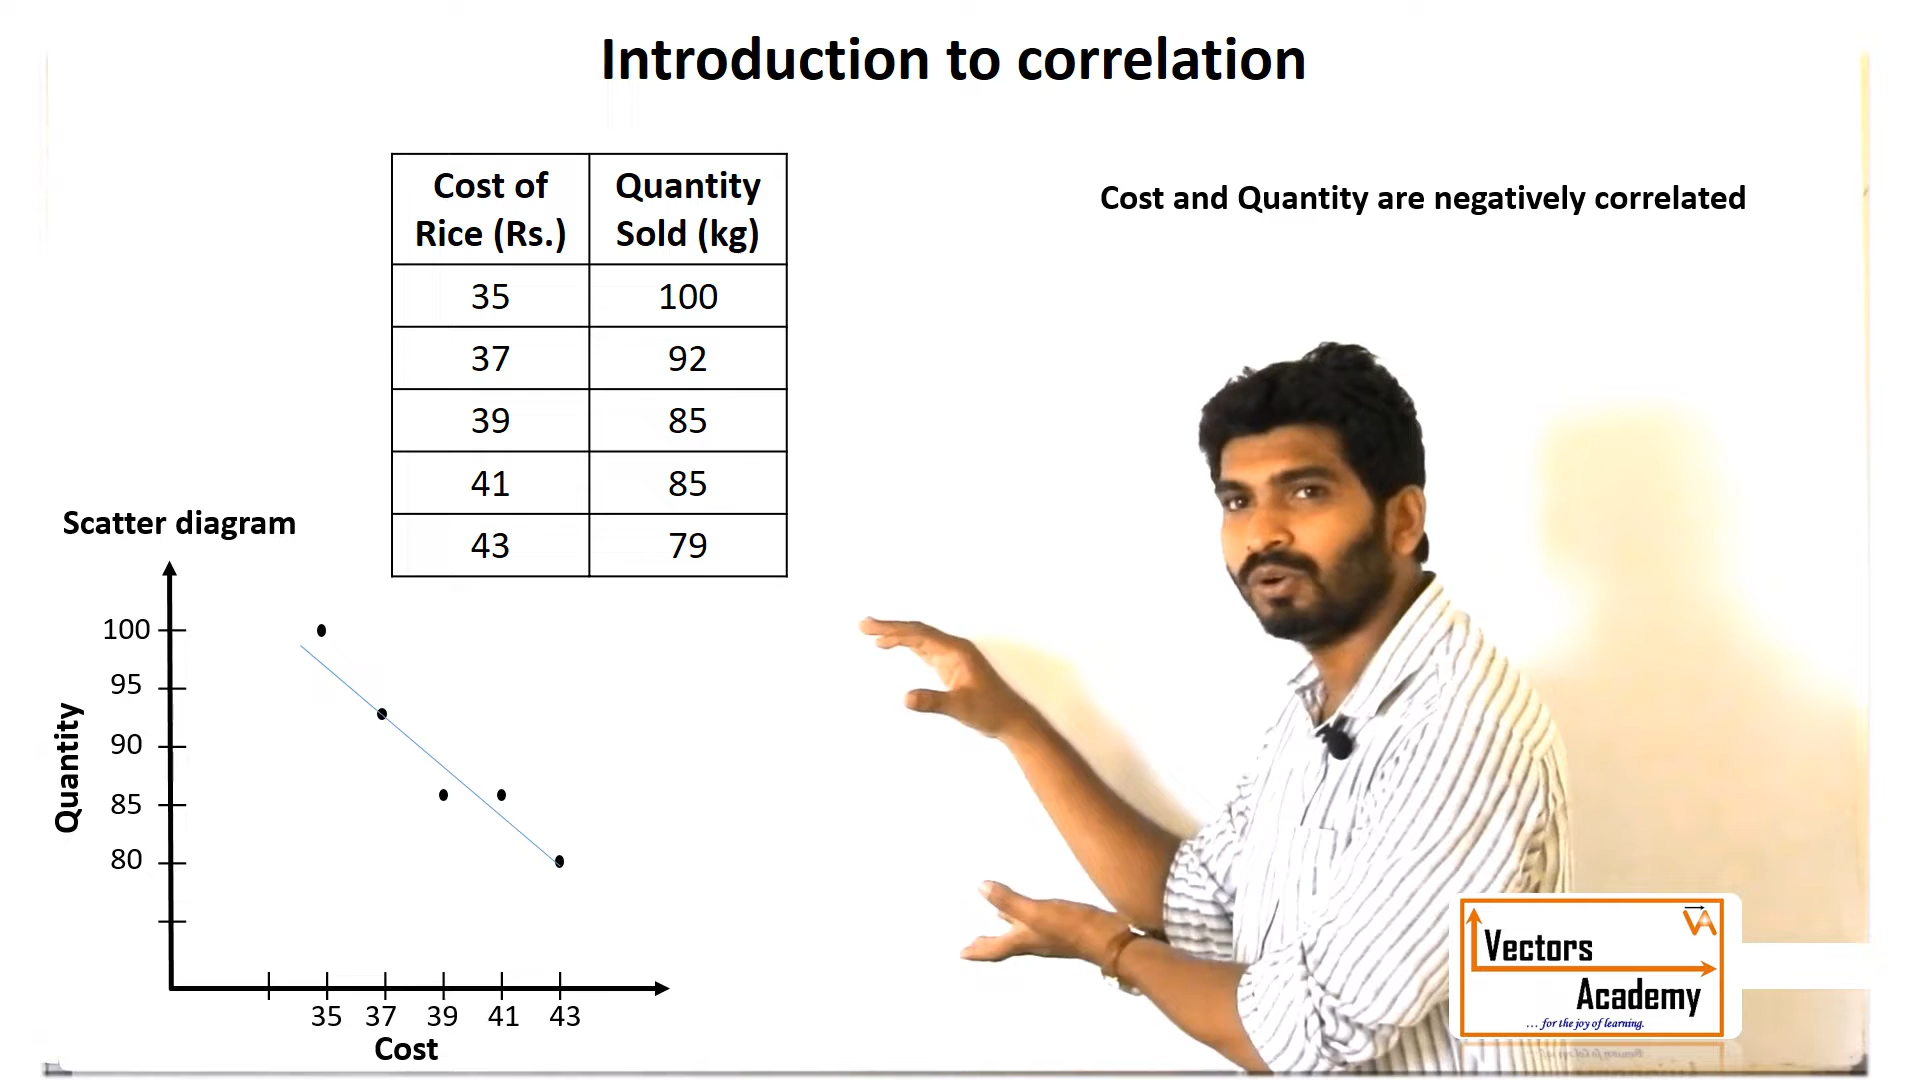 Introduction to correlation
Cost of Quantity
Rice (Rs.) Sold (kg)
35 100
37 92
39 85
41 85
43 79
Cost and Quantity are negatively correlated
Scatter diagram
100
95
90
85
80
Quantity
35 37 39 41 43
Cost
VA
Vectors
Academy
... for the joy of learning.